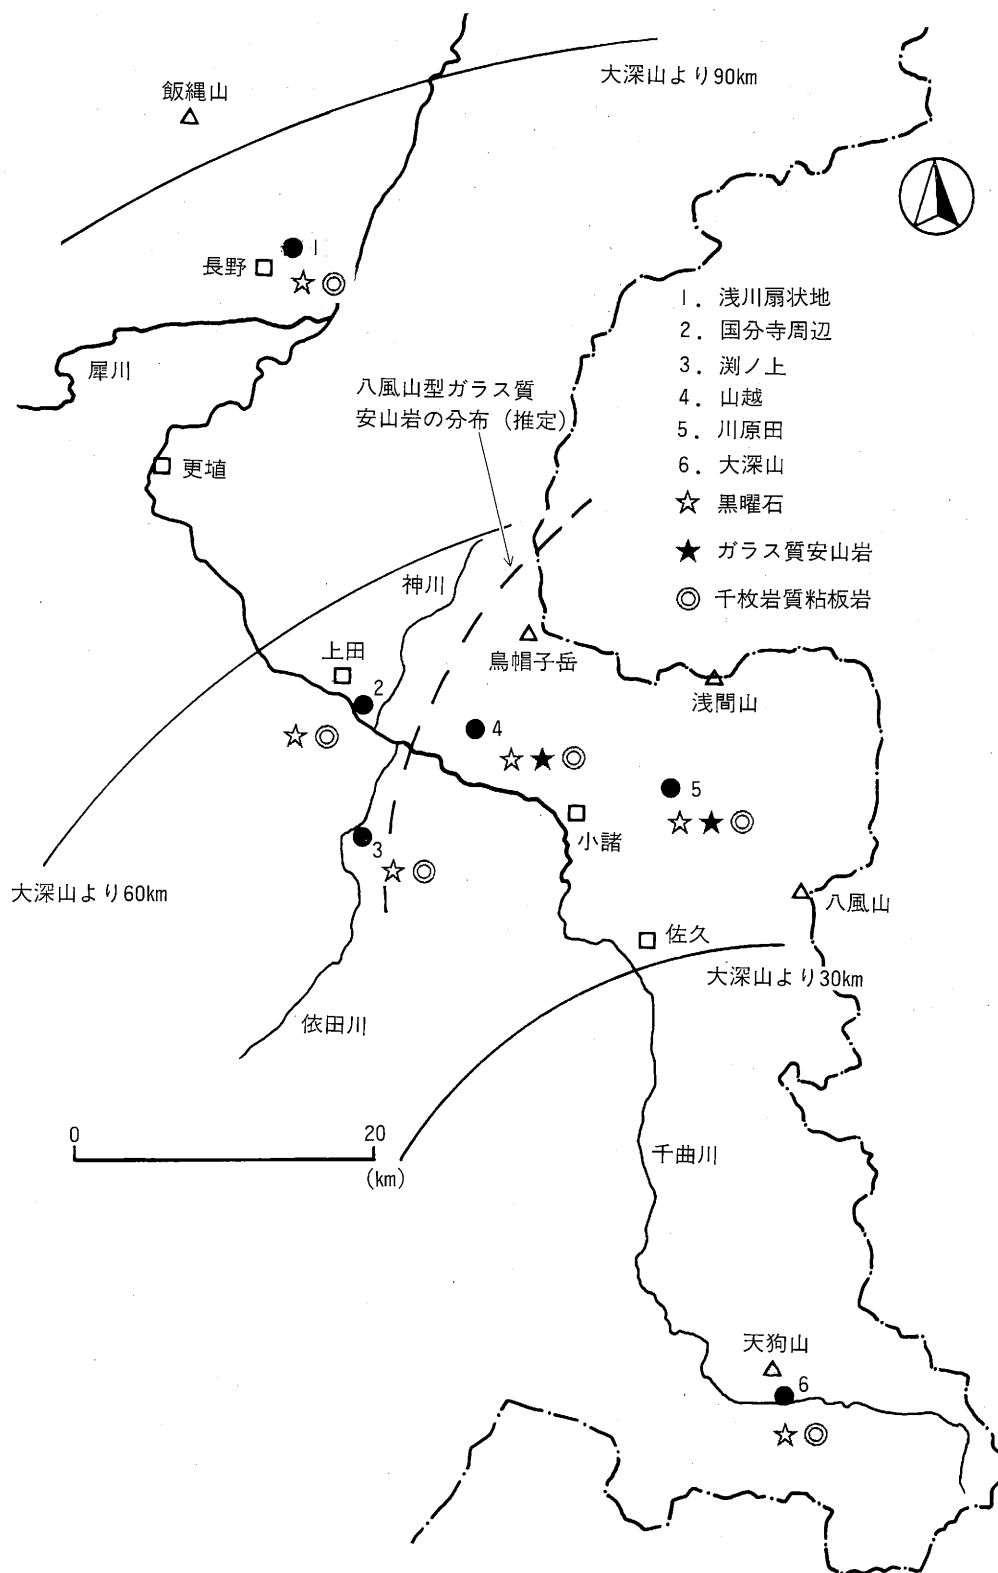 大深山より90km
飯縄山
1
長野
犀川
1. 浅川扇状地
2. 国分寺周辺
3. 渕ノ上
4. 山越
5. 川原田
6. 大深山
黒曜石
ガラス質安山岩
千枚岩質粘板岩
八風山型ガラス質
安山岩の分布(推定)
更埴
神川
烏帽子岳
上田
浅間山
2
4
5
小諸
3
大深山より60km
八風山
佐久
大深山より30km
依田川
0 20
(km)
千曲川
天狗山
6